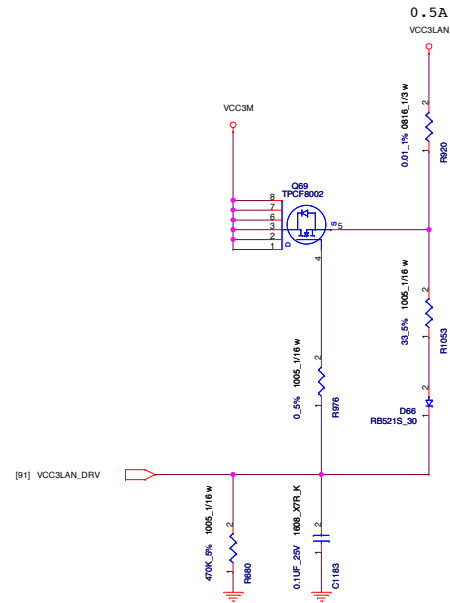 0.5A
VCC3LAN
2
0.01_1% 0816_1/3 w
R920
1
VCC3M
Q69
TPCF8002
8
7
6
3
2
1
D
S
5
4
2
33_5% 1005_1/16 w
R1053
1
2
0_5% 1005_1/16 w
R976
1
2
D66
RB521S_30
1
[91] VCC3LAN_DRV
2
470K_5% 1005_1/16 w
R680
1
2
0.1UF_25V 1608_X7R_K
C1183
1